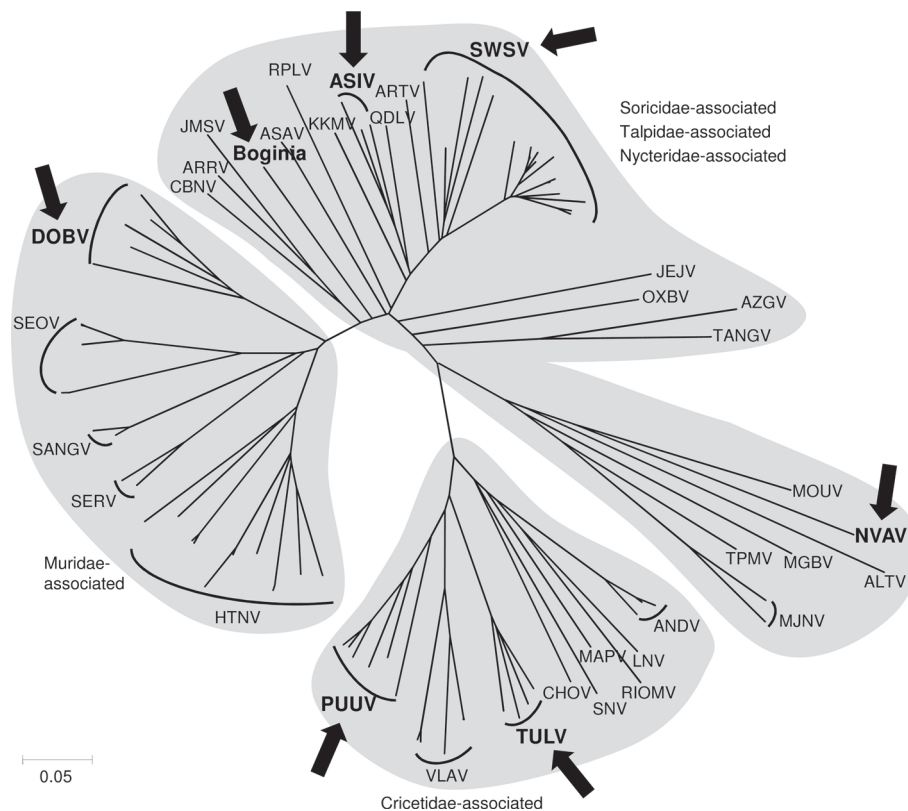 SWSV
RPLV
ASIV
ARTV
Soricidae-associated
Talpidae-associated
Nycteridae-associated
KKMV
QDLV
JMSV
ASAV
Boginia
ARRV
CBNV
DOBV
JEJV
OXBV
AZGV
TANGV
SEOV
SANGV
SERV
MOUV
NVAV
TPMV
MGBV
ALTV
MJNV
Muridae-
associated
HTNV
ANDV
MAPV
LNV
CHOV
RIOMV
SNV
PUUV
TULV
VLAV
0.05
Cricetidae-associated